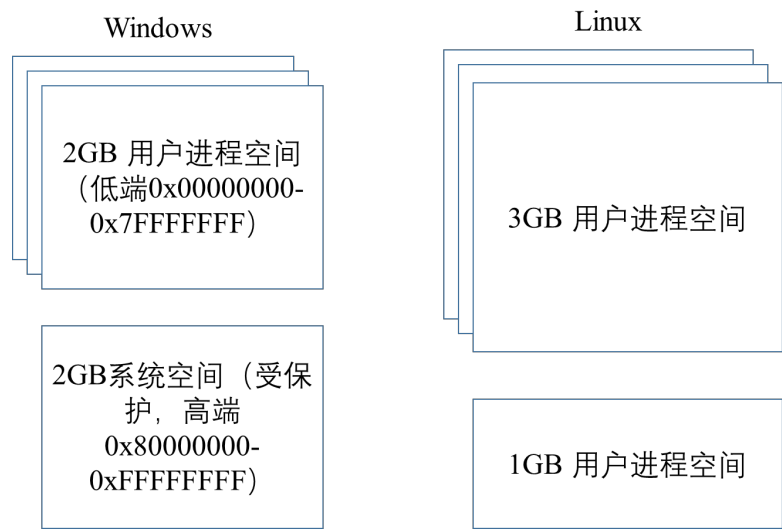 Windows
2GB 用户进程空间
（低端0x00000000-
0x7FFFFFFF）
2GB系统空间（受保
护，高端
0x80000000-
0xFFFFFFFF）
Linux
3GB 用户进程空间
1GB 用户进程空间